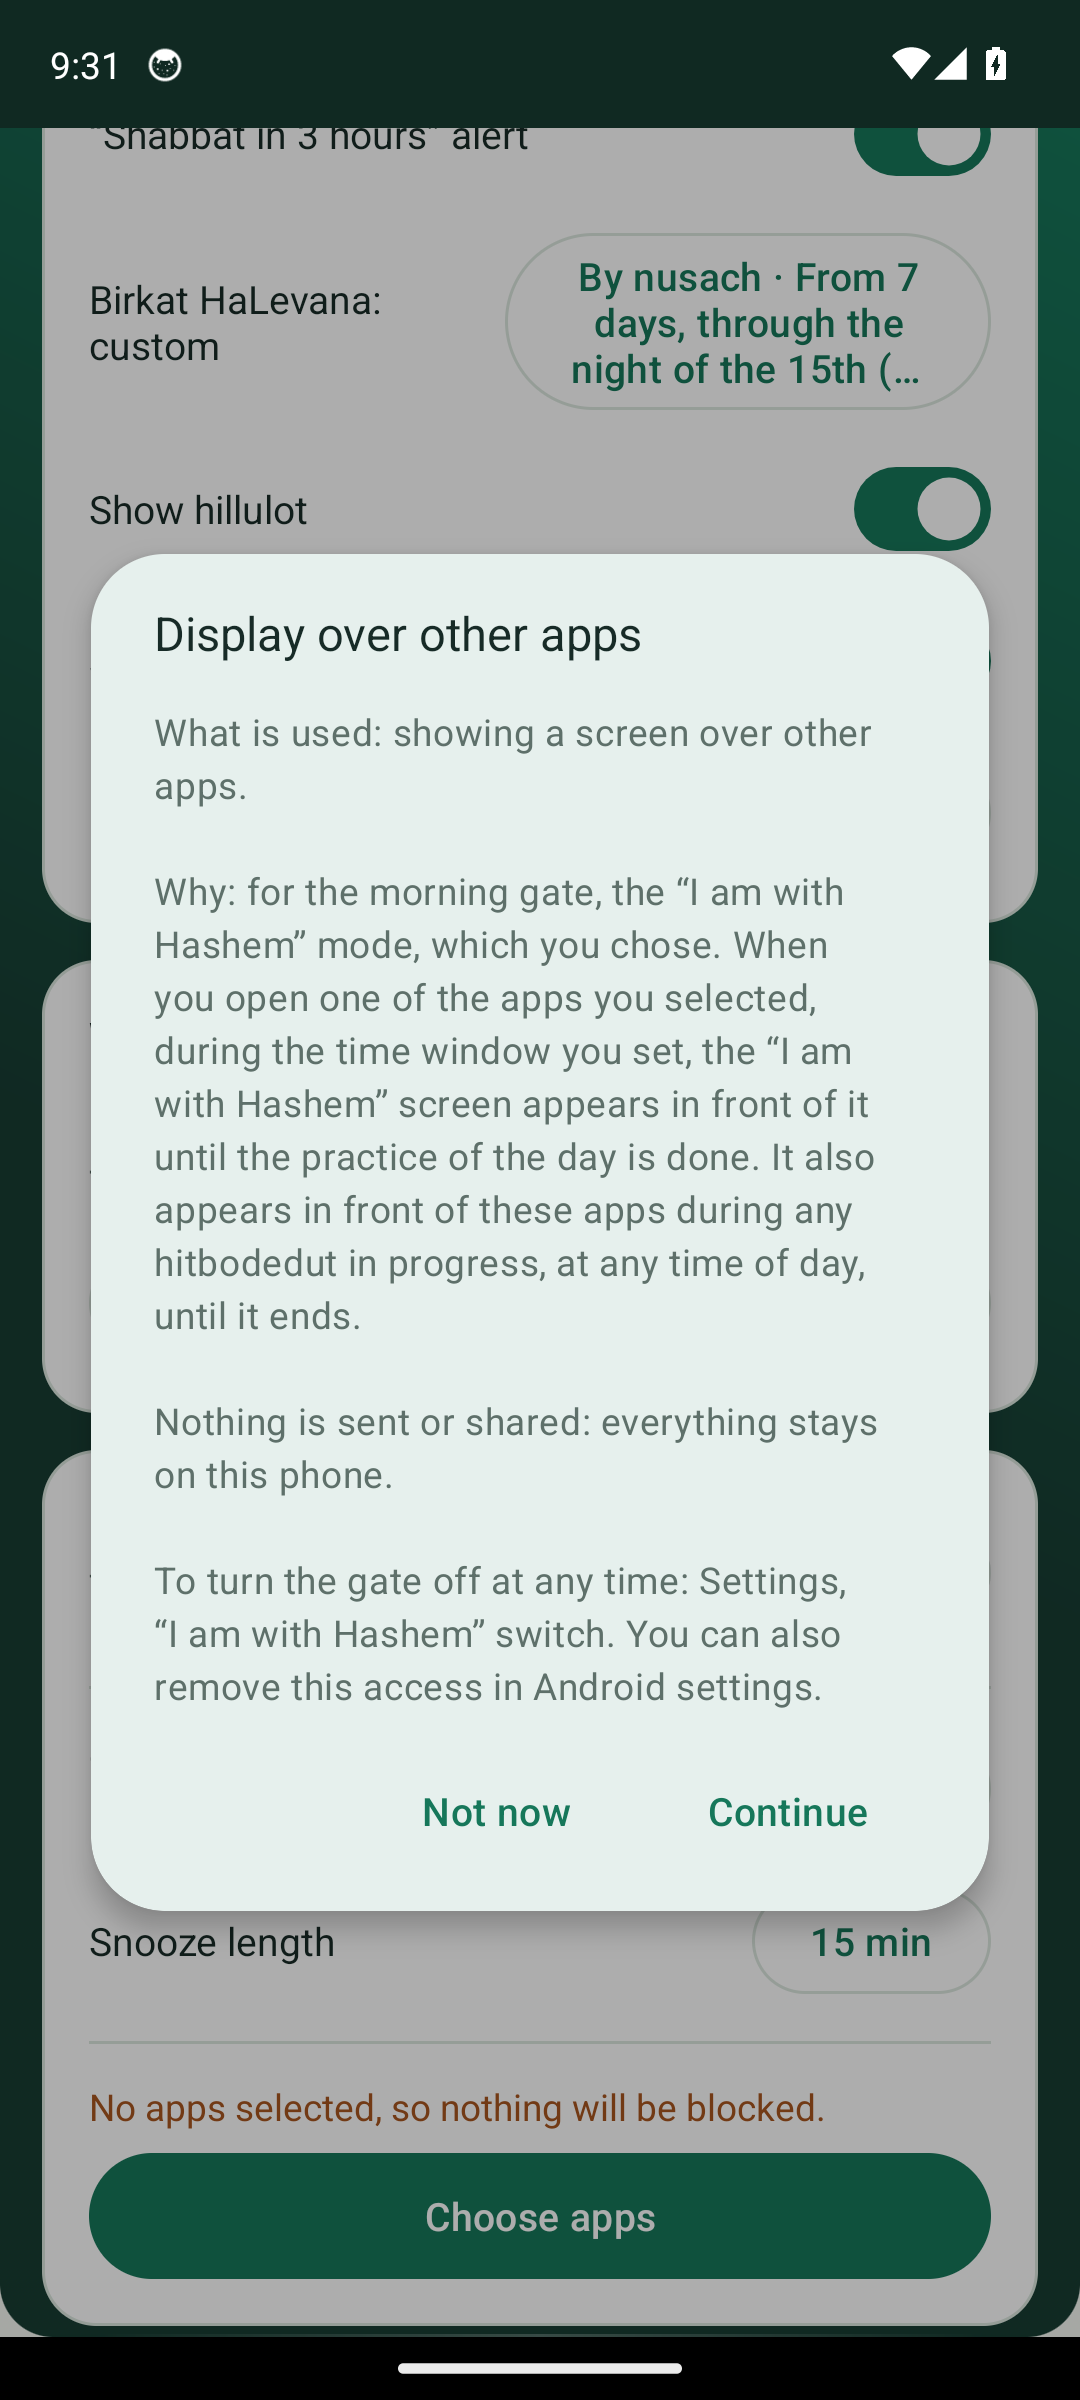 9:31
"Shabbat in 3 hours" alert
Birkat HaLevana:
custom
By nusach · From 7
days, through the
night of the 15th (…
Show hillulot
Display over other apps
What is used: showing a screen over other
apps.
Why: for the morning gate, the “I am with
Hashem” mode, which you chose. When
you open one of the apps you selected,
during the time window you set, the “I am
with Hashem” screen appears in front of it
until the practice of the day is done. It also
appears in front of these apps during any
hitbodedut in progress, at any time of day,
until it ends.
Nothing is sent or shared: everything stays
on this phone.
To turn the gate off at any time: Settings,
“I am with Hashem” switch. You can also
remove this access in Android settings.
Not now
Continue
Snooze length
15 min
No apps selected, so nothing will be blocked.
Choose apps